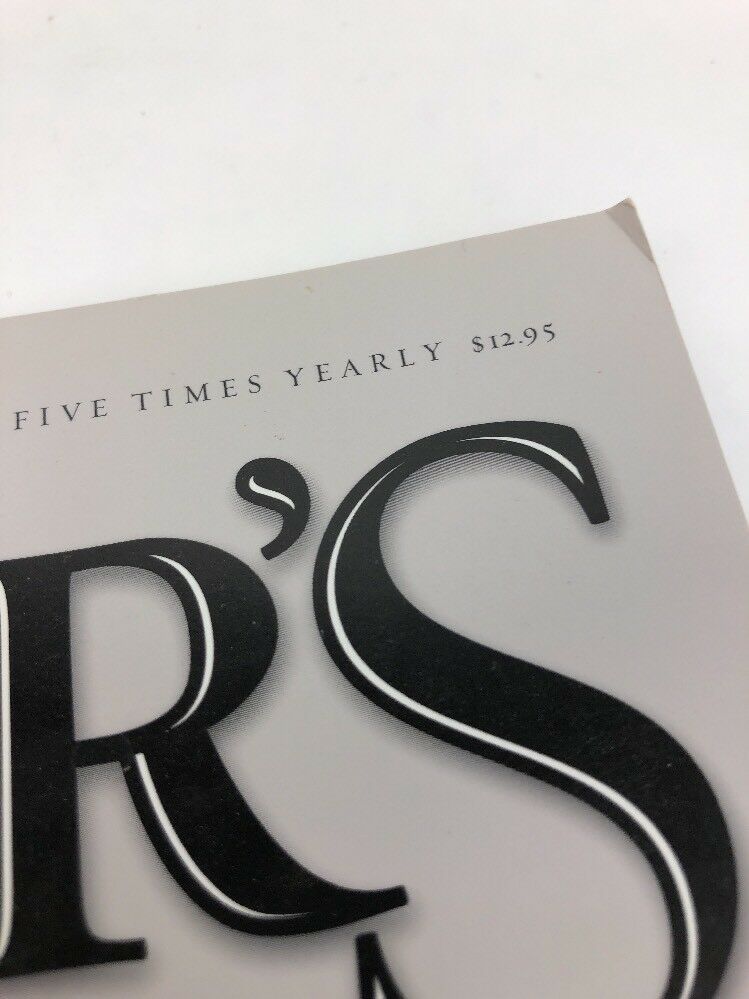 FIVE TIMES YEARLY $12.95
R'S